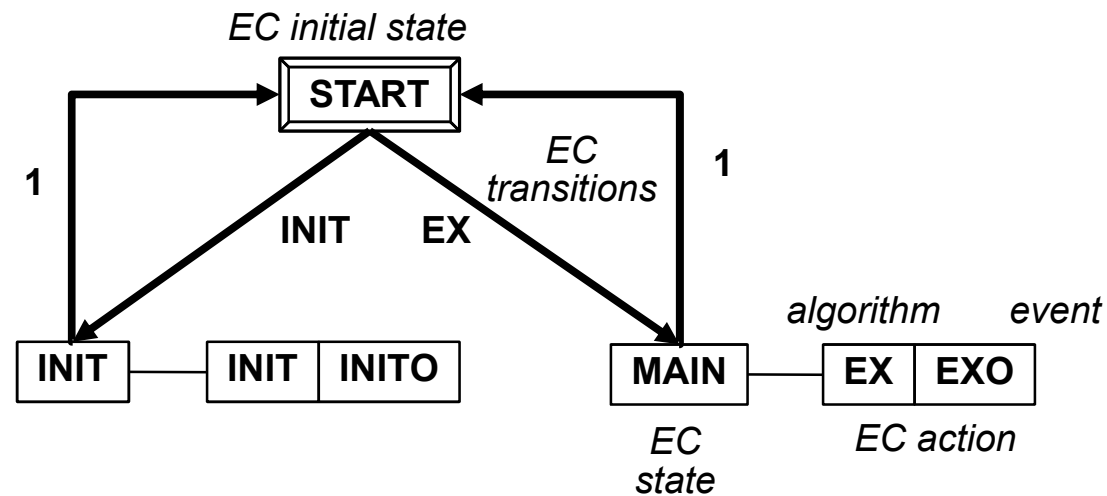 EC initial state
START
1
EC
transitions
1
INIT
EX
algorithm
event
INIT
INIT
INITO
MAIN
EX
EXO
EC
state
EC action